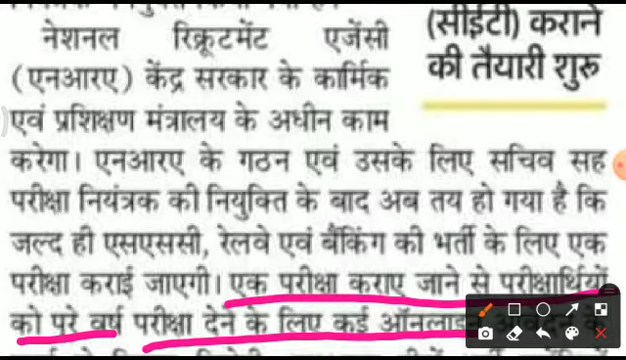 (सीईटी) कराने
की तैयारी शुरू
नेशनल रिक्रूटमेंट एजेंसी
(एनआरए) केंद्र सरकार के कार्मिक
एवं प्रशिक्षण मंत्रालय के अधीन काम
करेगा। एनआरए के गठन एवं उसके लिए सचिव सह
परीक्षा नियंत्रक की नियुक्ति के बाद अब तय हो गया है कि
जल्द ही एसएससी, रेलवे एवं बैंकिंग की भर्ती के लिए एक
परीक्षा कराई जाएगी। एक परीक्षा कराए जाने से परीक्षार्थियों
को पूरे वर्ष परीक्षा देने के लिए कई ऑनलाइन